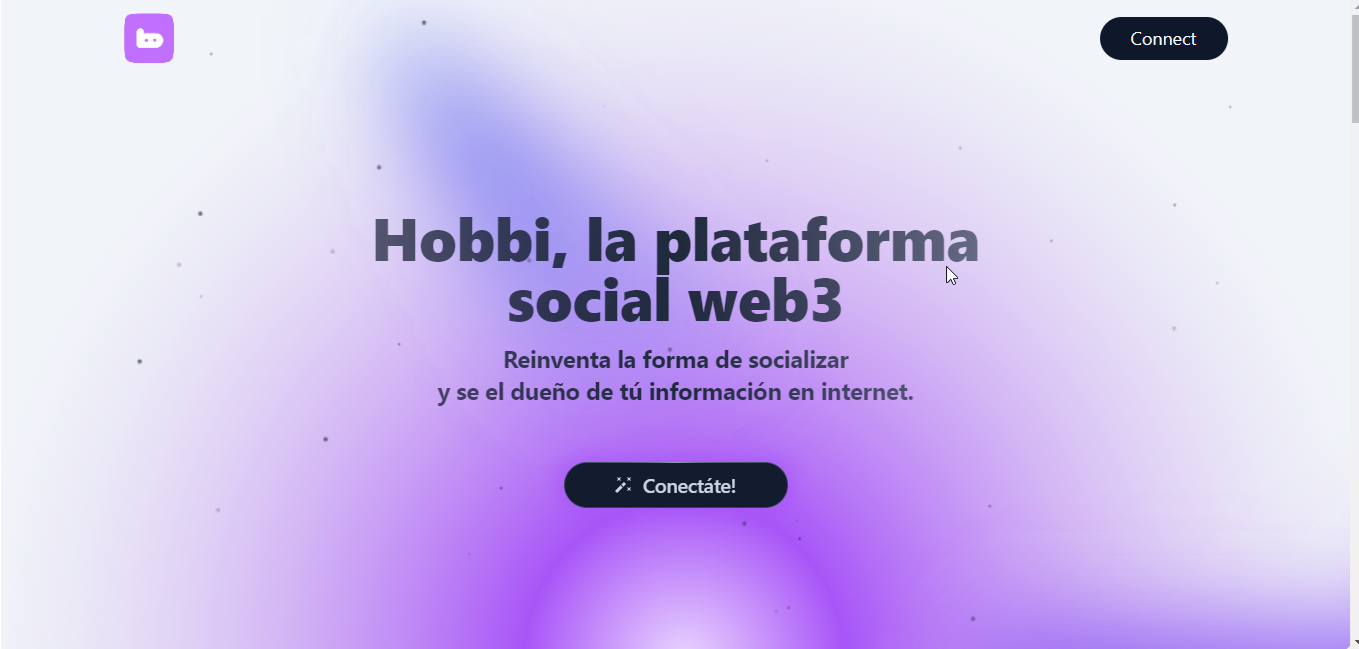 Connect
Hobbi, la plataforma
social web3
Reinventa la forma de socializar
y se el dueño de tú información en internet.
Conectáte!